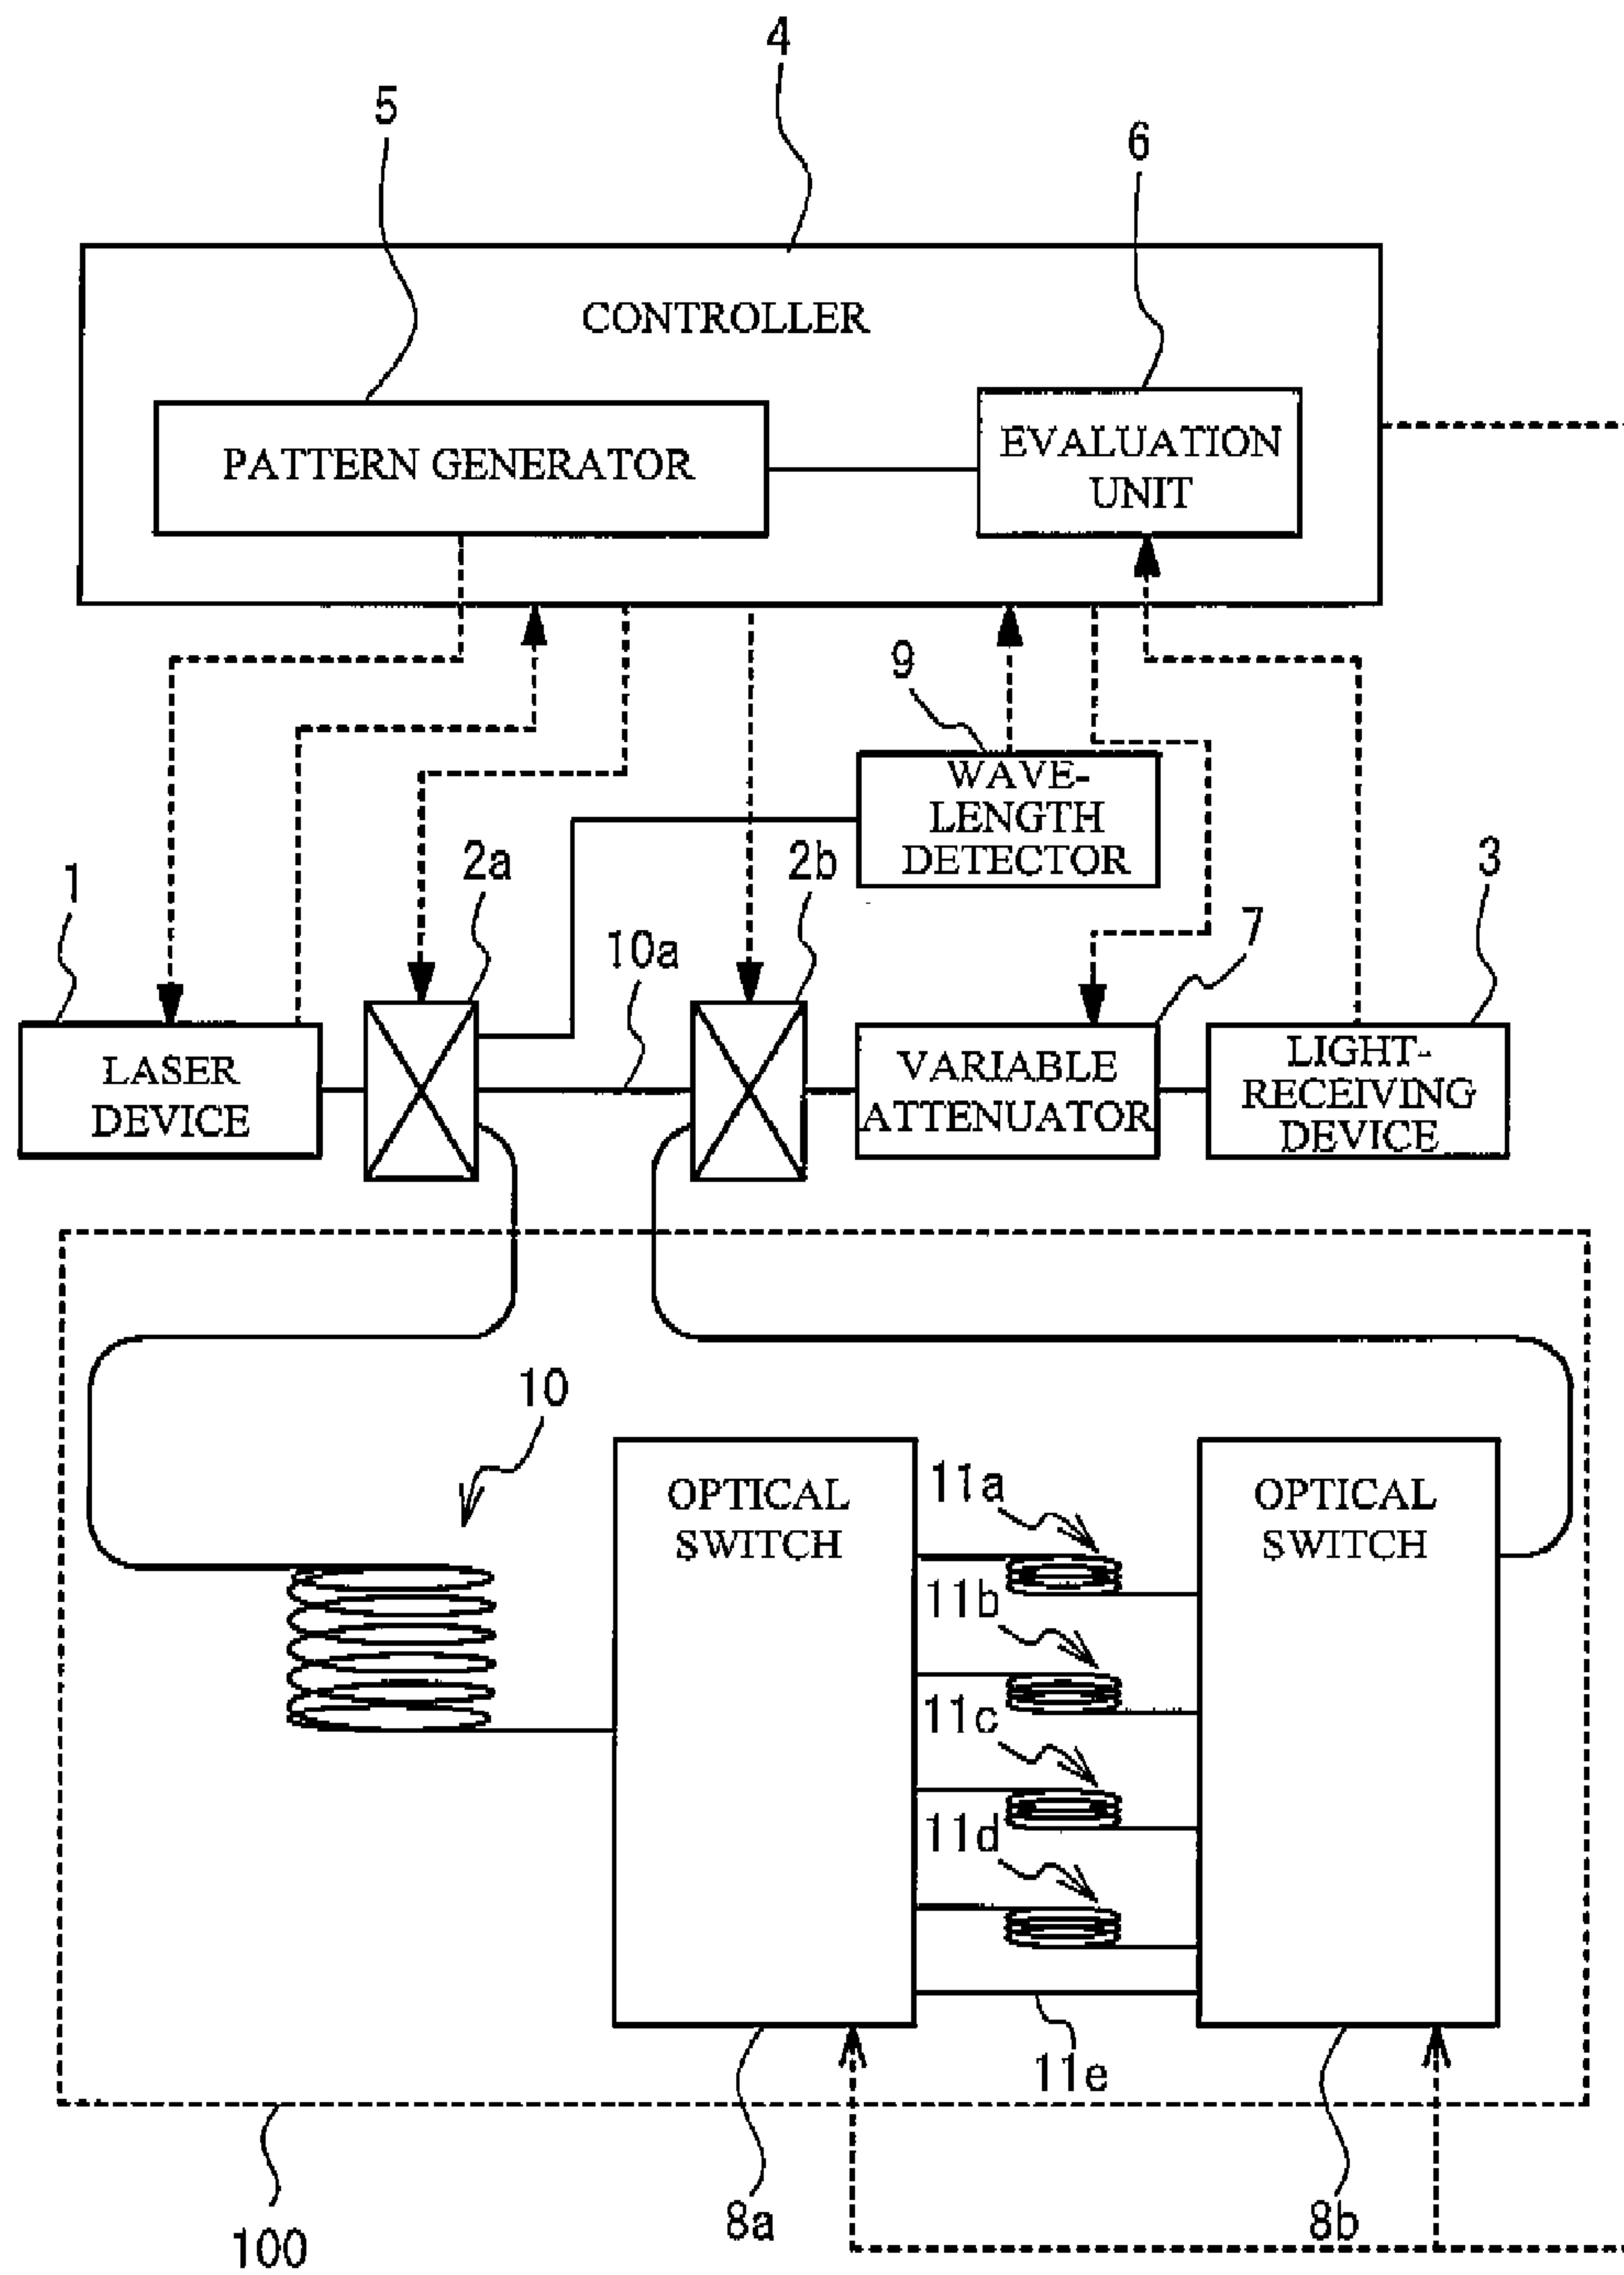 4
5
6
CONTROLLER
PATTERN GENERATOR
EVALUATION
UNIT
9
WAVE-
LENGTH
DETECTOR
1
2a
2b
3
10a
7
LASER
DEVICE
VARIABLE
ATTENUATOR
LIGHT-
RECEIVING
DEVICE
10
OPTICAL
SWITCH
11a
11b
11c
11d
OPTICAL
SWITCH
11e
100
8a
8b